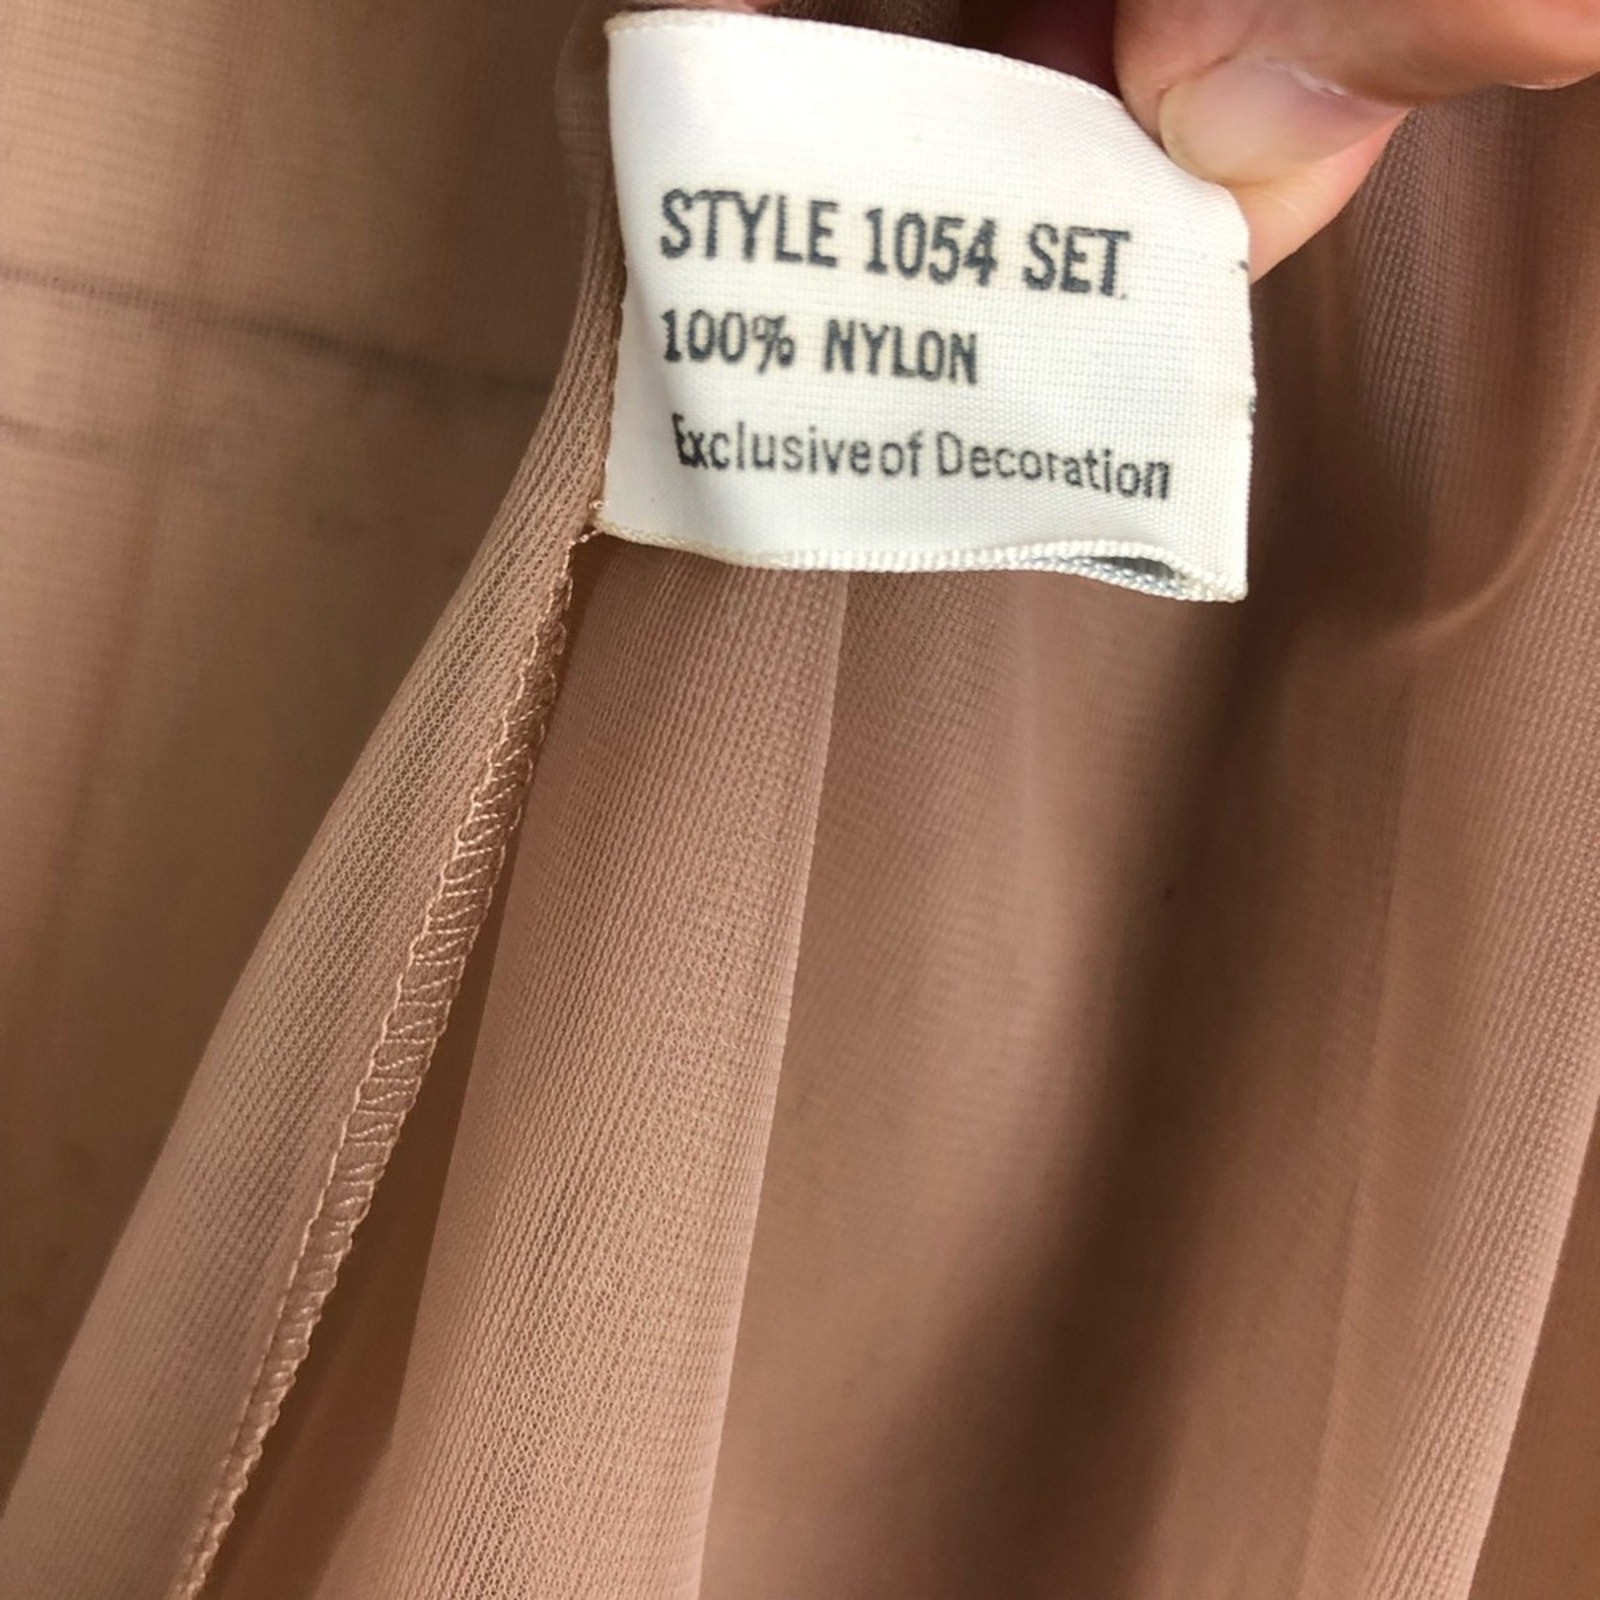 STYLE 1054 SET
100% NYLON
Exclusive of Decoration